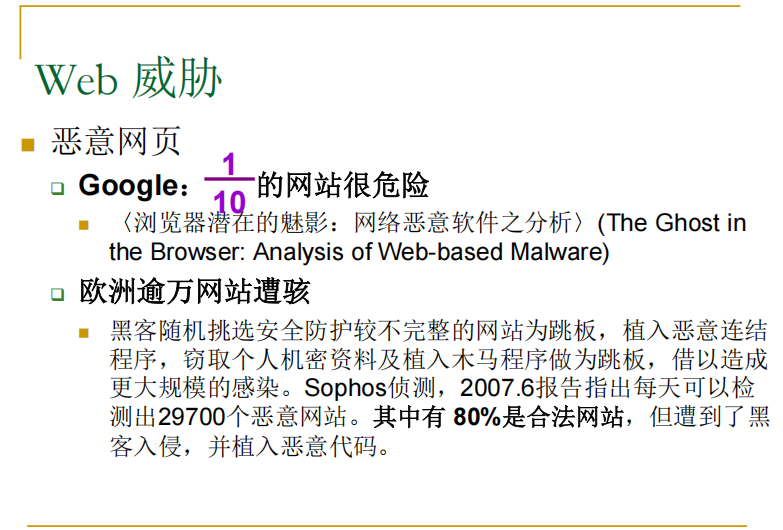 Web 威胁
恶意网页
Google：1/10的网站很危险
〈浏览器潜在的魅影：网络恶意软件之分析〉(The Ghost in
the Browser: Analysis of Web-based Malware)
欧洲逾万网站遭骇
黑客随机挑选安全防护较不完整的网站为跳板，植入恶意连结
程序，窃取个人机密资料及植入木马程序做为跳板，借以造成
更大规模的感染。Sophos侦测，2007.6报告指出每天可以检
测出29700个恶意网站。其中有 80%是合法网站，但遭到了黑
客入侵，并植入恶意代码。